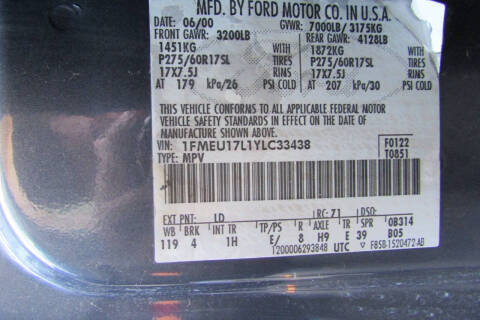 MFD. BY FORD MOTOR CO. IN U.S.A.
DATE: 06/00 GVWR: 7000LB/ 3175KG
FRONT GAWR: 3200LB REAR GAWR: 4128LB
1451KG WITH 1872KG WITH
P275/60R17SL TIRES P275/60R17SL TIRES
17X7.5J RIMS 17X7.5J RIMS
AT 179 kPa/26 PSI COLD AT 207 kPa/30 PSI COLD
THIS VEHICLE CONFORMS TO ALL APPLICABLE FEDERAL MOTOR
VEHICLE SAFETY STANDARDS IN EFFECT ON THE DATE OF
MANUFACTURE SHOWN ABOVE.
VIN: 1FMEU17L1YLC33438 F0122
TYPE: MPV T0851
EXT PNT: LD RC: 71 DSO:
WB BRK INT TR TP/PS R AXLE TR SPR 0B314
119 4 1H E/ 8 H9 E 39 B05
1200006293848 UTC F85B-1520472-AB